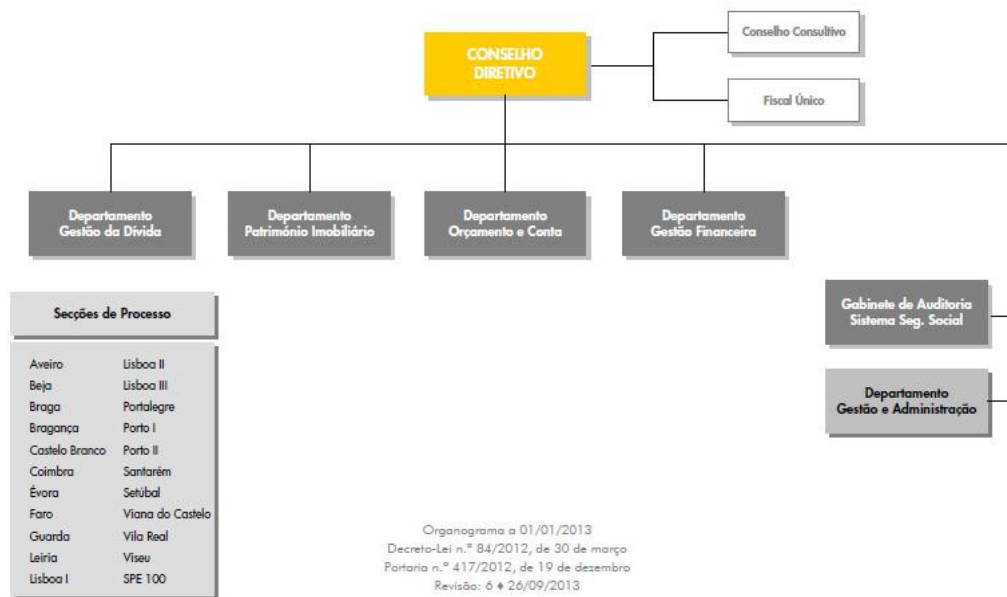 CONSELHO
DIRETIVO
Conselho Consultivo
Fiscal Único
Departamento
Gestão da Dívida
Departamento
Património Imobiliário
Departamento
Orçamento e Conta
Departamento
Gestão Financeira
Gabinete de Auditoria
Sistema Seg. Social
Departamento
Gestão e Administração
Secções de Processo
Aveiro
Beja
Braga
Bragança
Castelo Branco
Coimbra
Évora
Faro
Guarda
Leiria
Lisboa I
Lisboa II
Lisboa III
Portalegre
Porto I
Porto II
Santarém
Setúbal
Viana do Castelo
Vila Real
Viseu
SPE 100
Organograma a 01/01/2013
Decreto-Lei n.º 84/2012, de 30 de março
Portaria n.º 417/2012, de 19 de dezembro
Revisão: 6 ♦ 26/09/2013